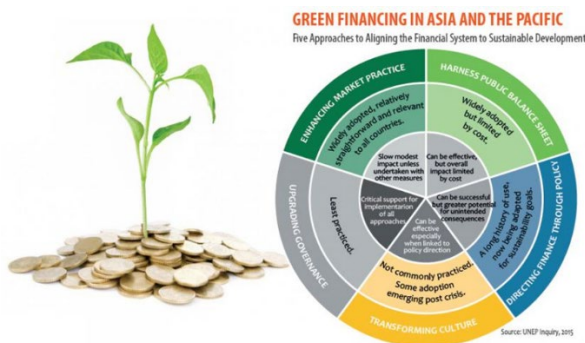 GREEN FINANCING IN ASIA AND THE PACIFIC
Five Approaches to Aligning the Financial System to Sustainable Development
ENHANCING MARKET PRACTICE
Widely adopted, relatively
straightforward and relevant
to all countries.
Slow modest
impact unless
undertaken with
other measures
HARNESS PUBLIC BALANCE SHEET
Widely adopted
but limited
by cost.
Can be effective,
but overall
impact limited
by cost
DIRECTING FINANCE THROUGH POLICY
A long history of use,
now being adapted
for sustainability goals.
Can be successful
but greater potential
for unintended
consequences
TRANSFORMING CULTURE
Not commonly practiced.
Some adoption
emerging post crisis.
Can be
effective
especially
when linked to
policy direction
UPGRADING GOVERNANCE
Least practiced.
Critical support for
implementation
of all
approaches.
Source: UNEP Inquiry, 2015